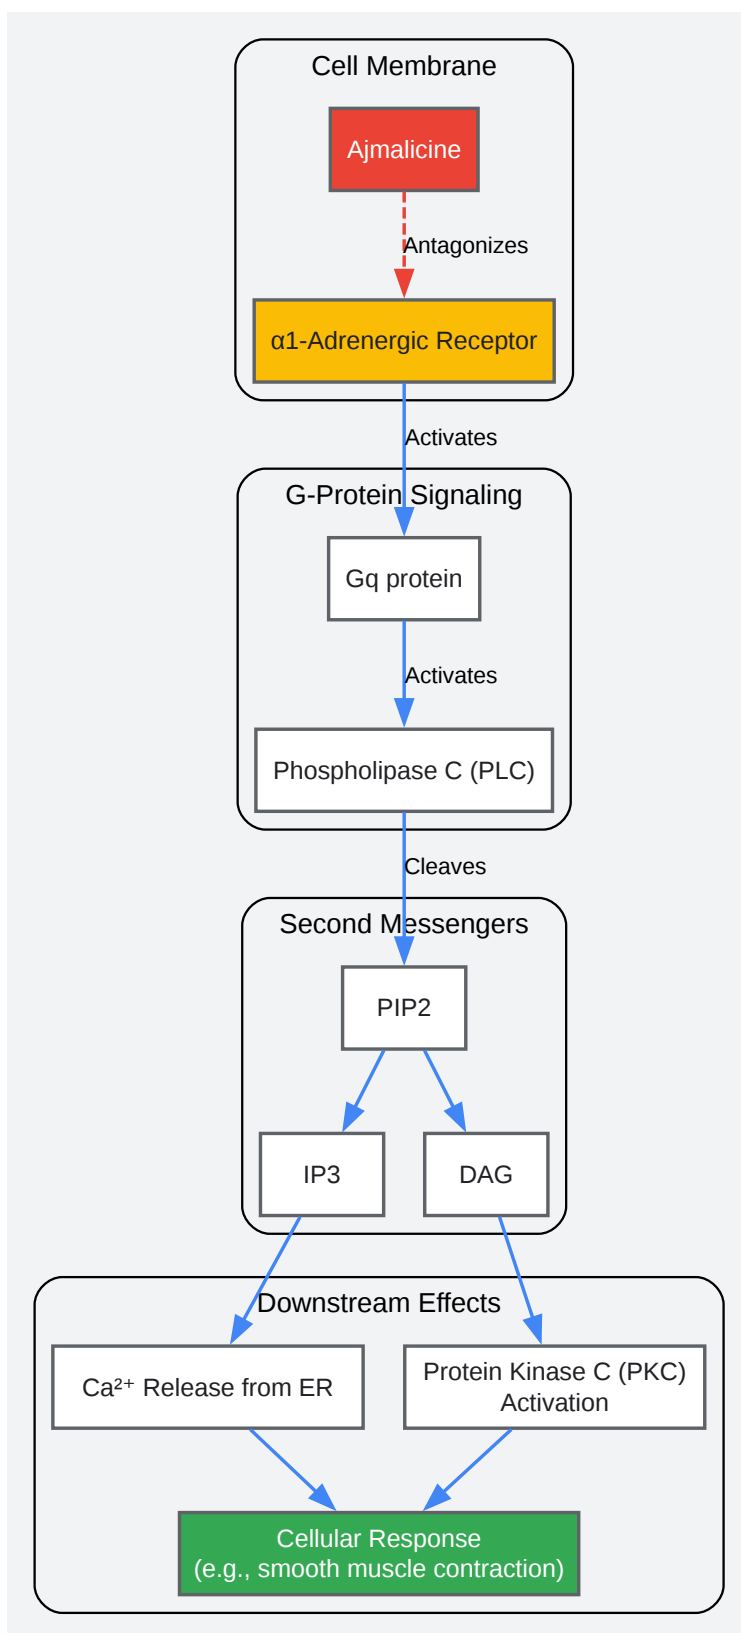 Cell Membrane
Ajmalicine
Antagonizes
α1-Adrenergic Receptor
Activates
G-Protein Signaling
Gq protein
Activates
Phospholipase C (PLC)
Cleaves
Second Messengers
PIP2
IP3
DAG
Downstream Effects
Ca²⁺ Release from ER
Protein Kinase C (PKC)
Activation
Cellular Response
(e.g., smooth muscle contraction)